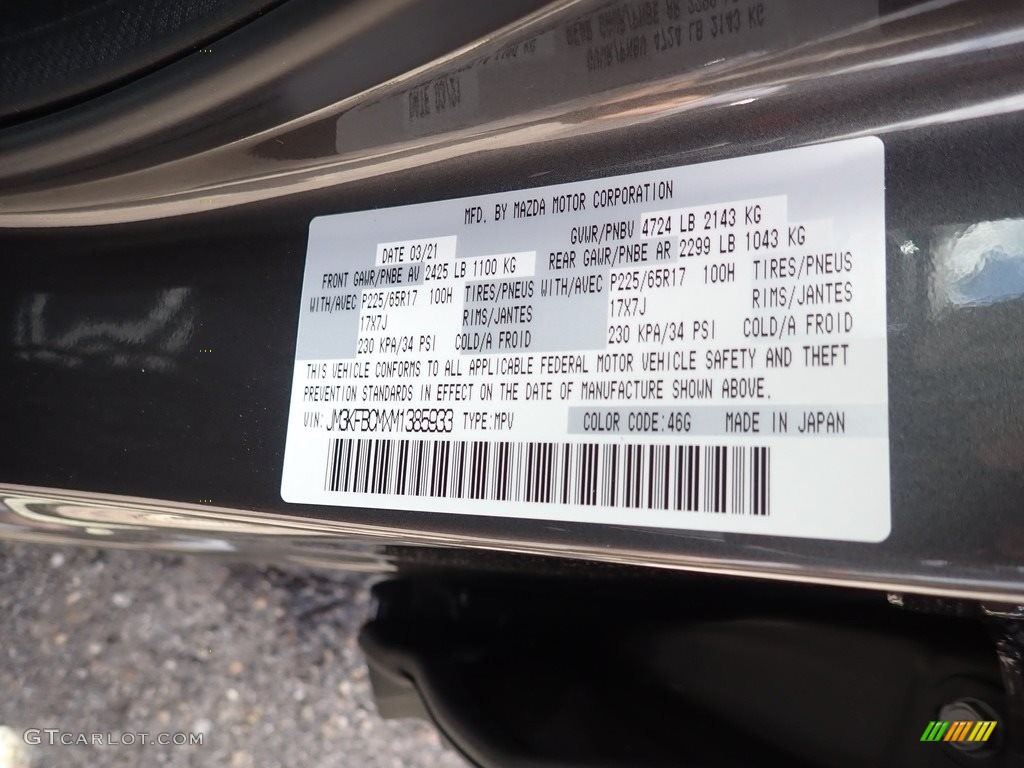 MFD. BY MAZDA MOTOR CORPORATION
DATE 03/21 GVWR/PNBV 4724 LB 2143 KG
FRONT GAWR/PNBE AV 2425 LB 1100 KG REAR GAWR/PNBE AR 2299 LB 1043 KG
WITH/AVEC P225/65R17 100H TIRES/PNEUS WITH/AVEC P225/65R17 100H TIRES/PNEUS
17X7J RIMS/JANTES 17X7J RIMS/JANTES
230 KPA/34 PSI COLD/A FROID 230 KPA/34 PSI COLD/A FROID
THIS VEHICLE CONFORMS TO ALL APPLICABLE FEDERAL MOTOR VEHICLE SAFETY AND THEFT
PREVENTION STANDARDS IN EFFECT ON THE DATE OF MANUFACTURE SHOWN ABOVE.
VIN: JM3KFBCMXM1385933 TYPE:MPV COLOR CODE:46G MADE IN JAPAN
GTCARLOT.COM